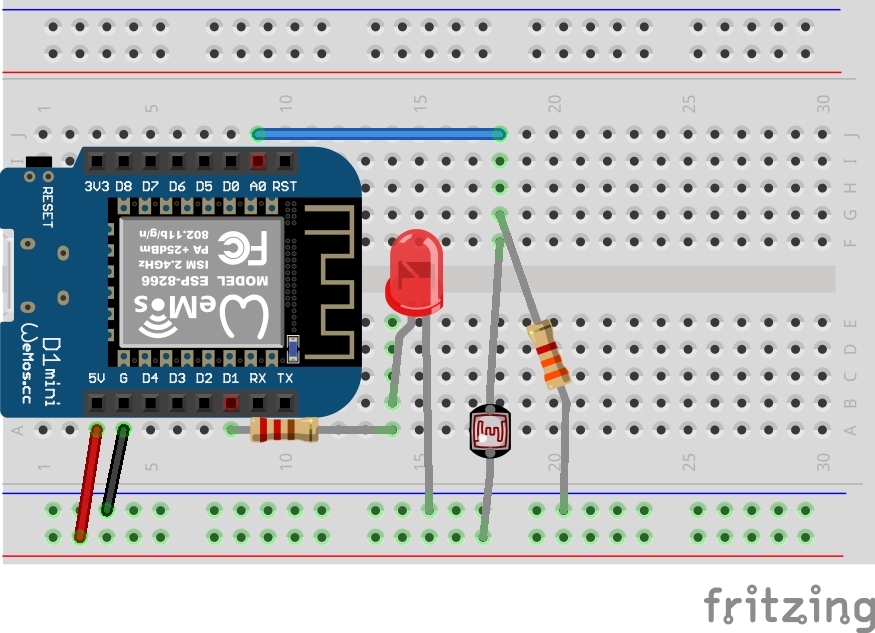 1 5 10 15 20 25 30
J J
I I
H H
G G
F F
3V3 D8 D7 D6 D5 D0 A0 RST
RESET
802.11b/g/n
PA +25dBm
ISM 2.4GHz
ESP-8266
MODEL
FC
WeMos
D1mini
WeMos.cc
5V G D4 D3 D2 D1 RX TX
E E
D D
C C
B B
A A
1 5 10 15 20 25 30
fritzing